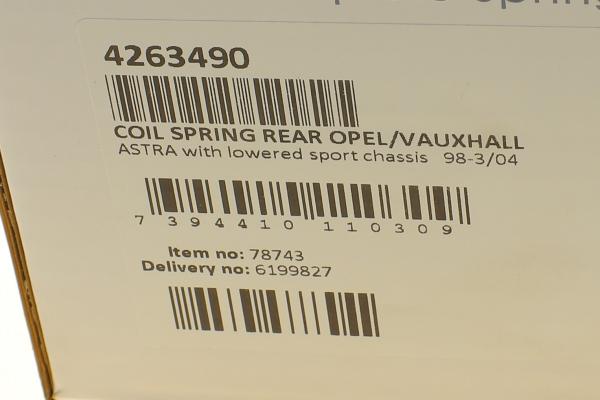 4263490
COIL SPRING REAR OPEL/VAUXHALL
ASTRA with lowered sport chassis 98-3/04
7 394410 110309
Item no: 78743
Delivery no: 6199827